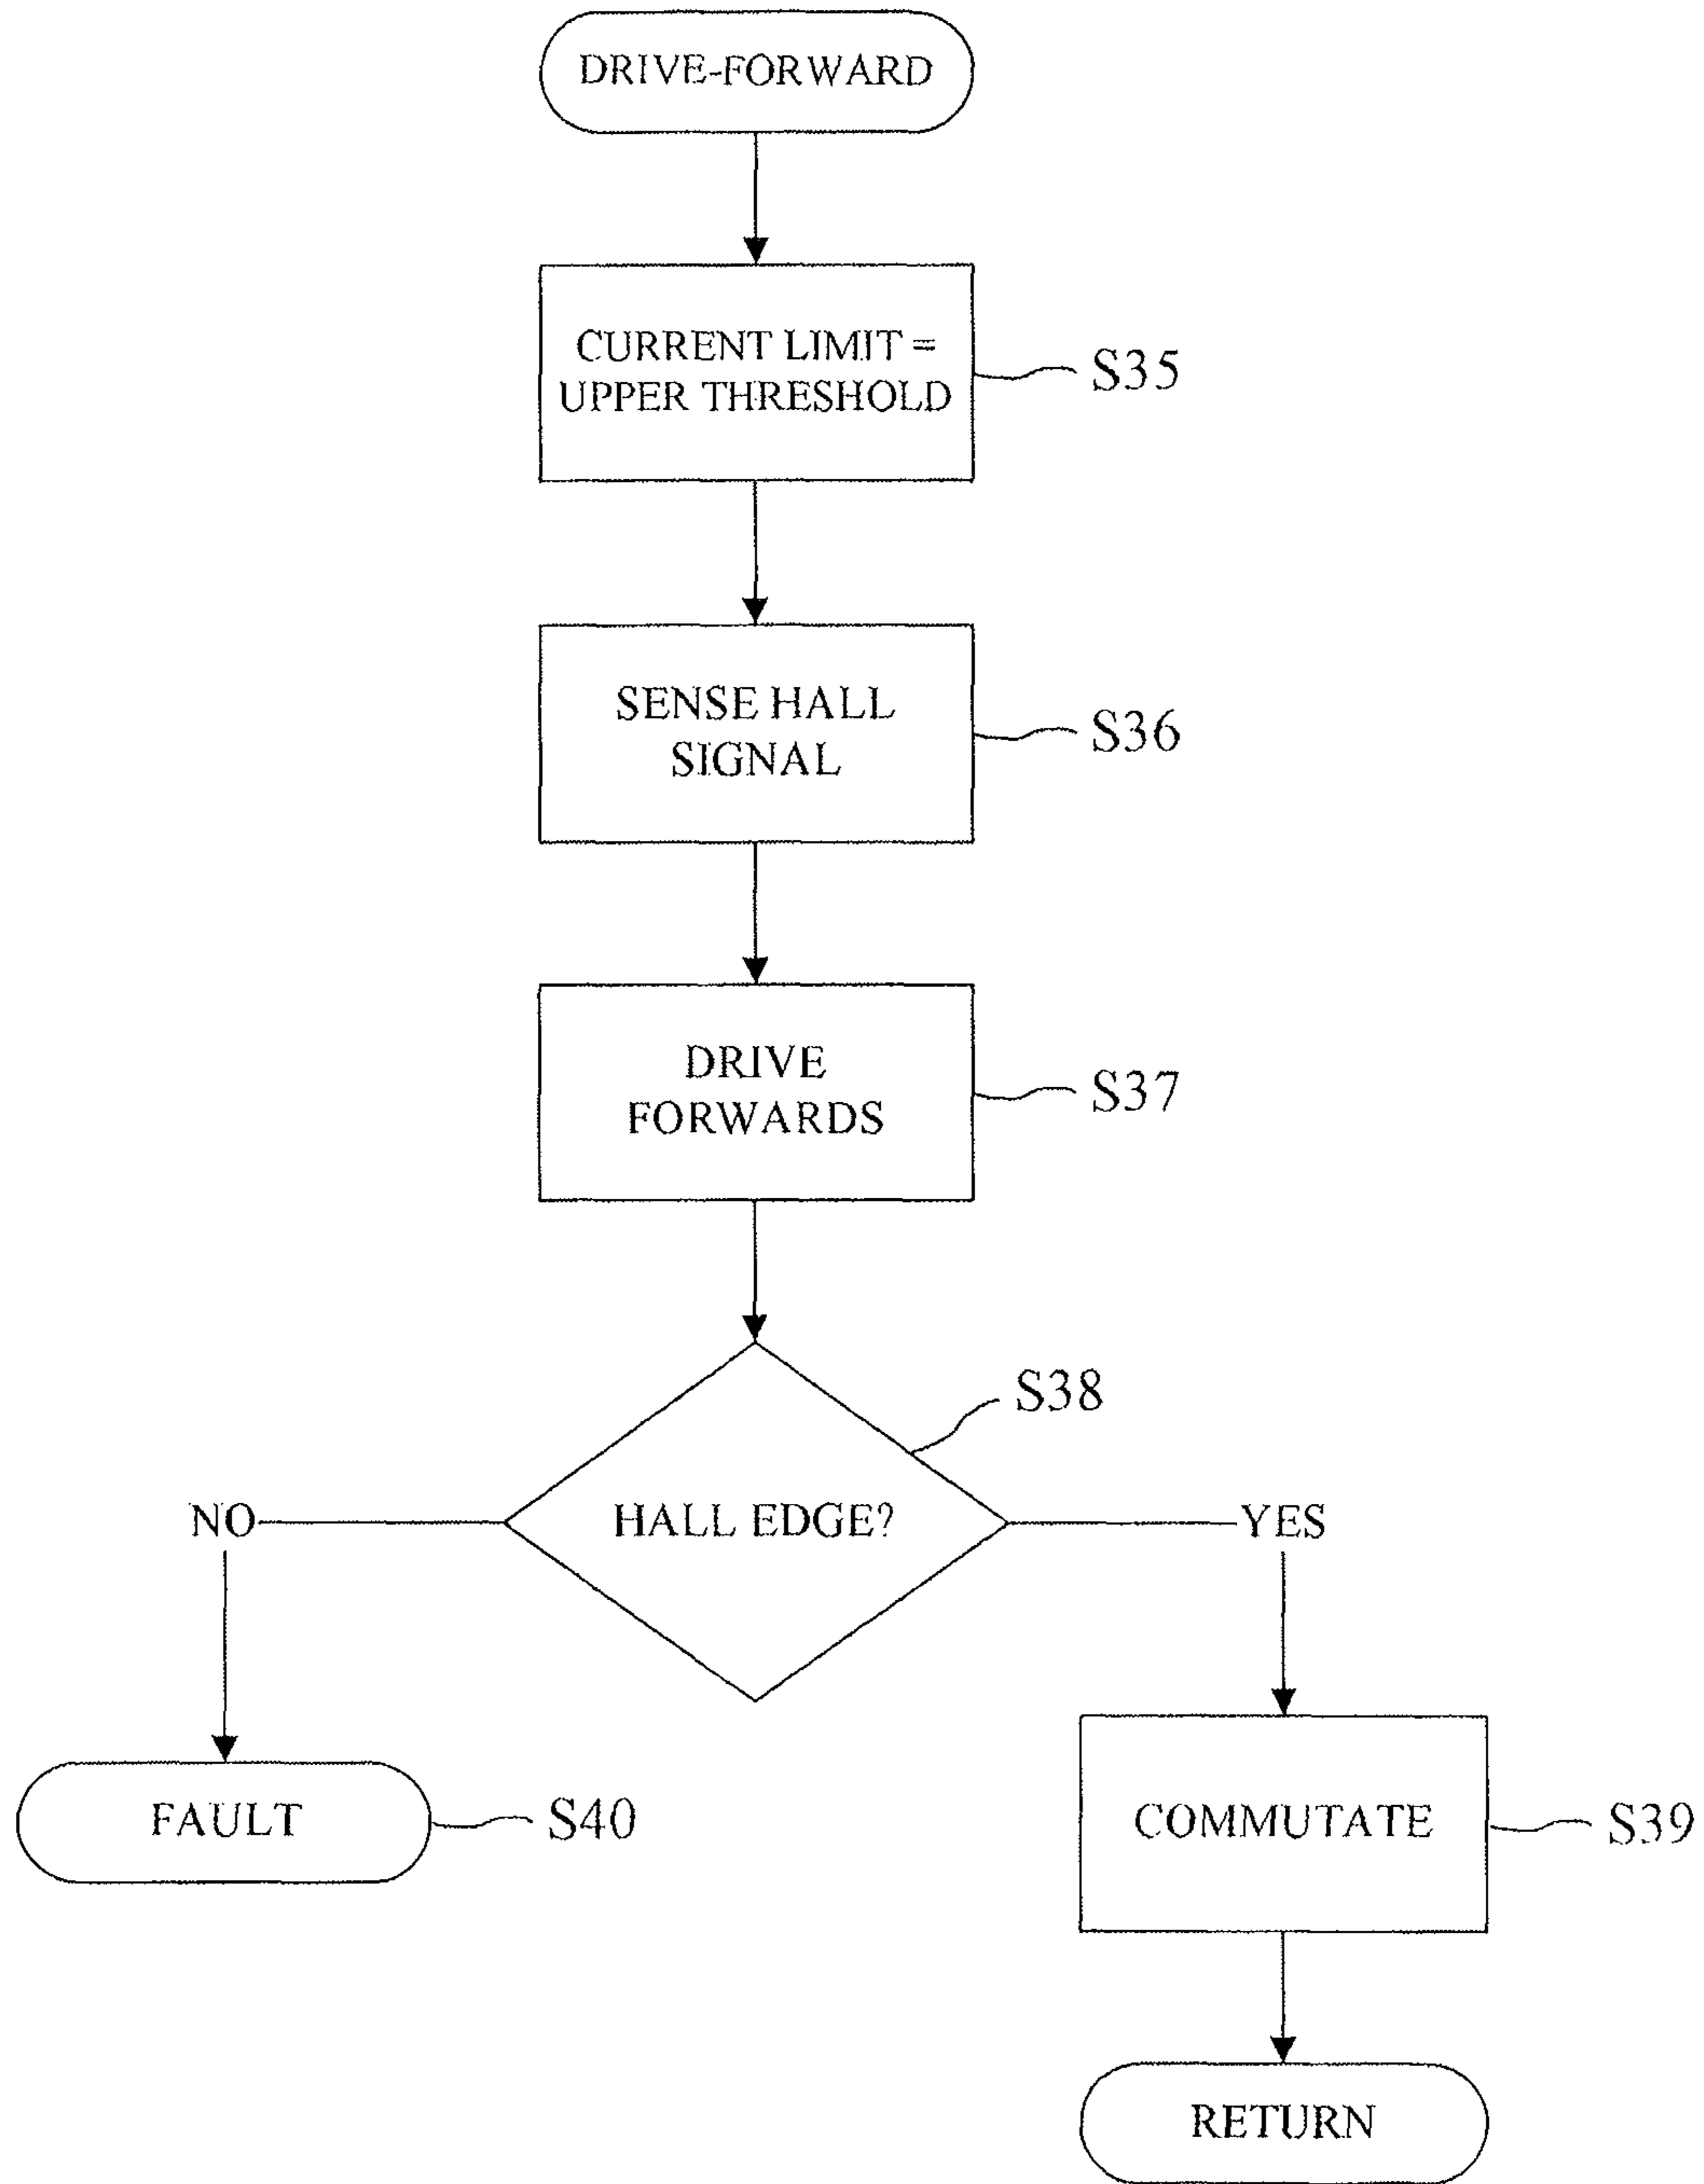 DRIVE-FORWARD
CURRENT LIMIT =
UPPER THRESHOLD
S35
SENSE HALL
SIGNAL
S36
DRIVE
FORWARDS
S37
S38
HALL EDGE?
NO
YES
FAULT
S40
COMMUTATE
S39
RETURN